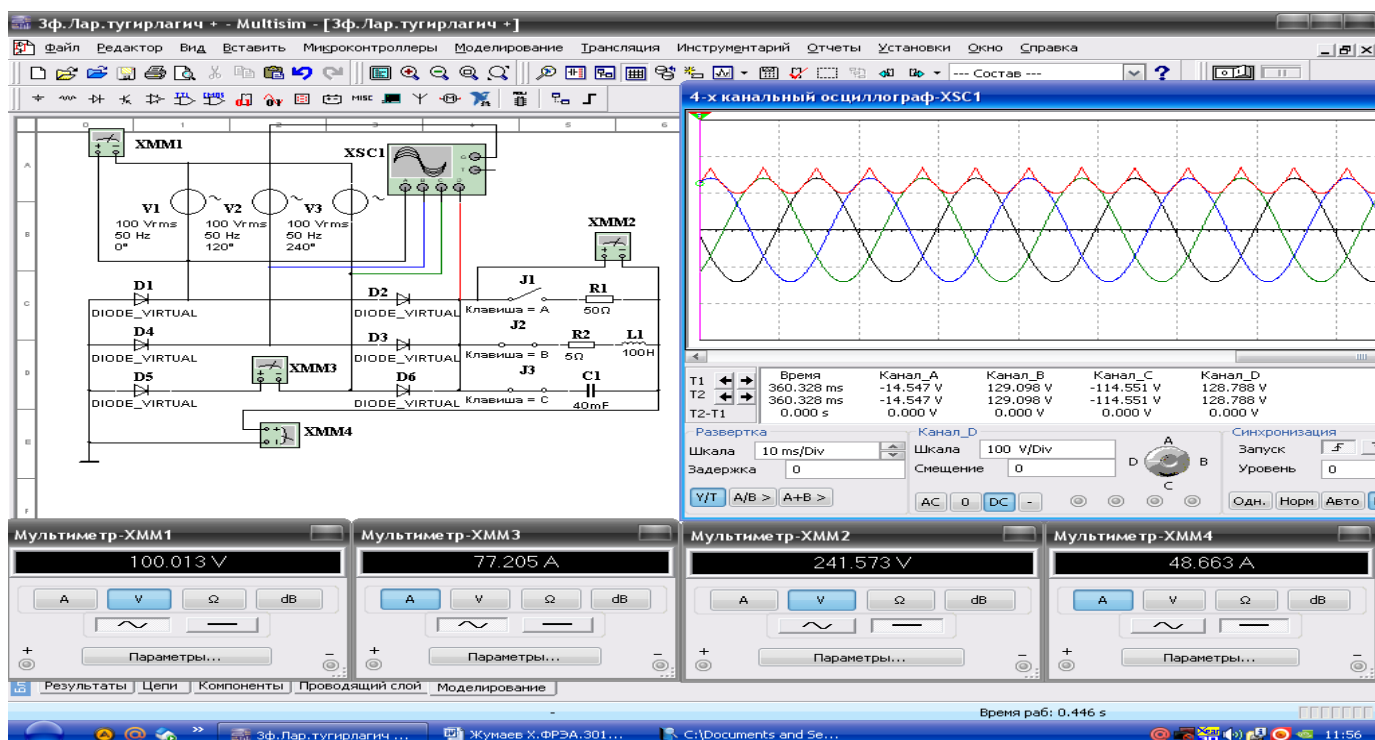 3ф.Лар.тугирлагич + - Multisim - [3ф.Лар.тугирлагич +]
Файл Редактор Вид Вставить Микроконтроллеры Моделирование Трансляция Инструментарий Отчеты Установки Окно Справка
--- Состав ---
MISC
4-х канальный осциллограф-XSC1
0 1 2 3 4 5 6
A
B
C
D
E
F
XMM1
XSC1
A B C D
G
T
V1 V2 V3
100 Vrms 100 Vrms 100 Vrms
50 Hz 50 Hz 50 Hz
0° 120° 240°
XMM2
D1
DIODE_VIRTUAL
D2
DIODE_VIRTUAL
J1
Клавиша = A
R1
50Ω
D4
DIODE_VIRTUAL
D3
DIODE_VIRTUAL
J2
Клавиша = B
R2
5Ω
L1
100H
XMM3
D5
DIODE_VIRTUAL
D6
DIODE_VIRTUAL
J3
Клавиша = C
C1
40mF
XMM4
Время Канал_A Канал_B Канал_C Канал_D
T1 360.328 ms -14.547 V 129.098 V -114.551 V 128.788 V
T2 360.328 ms -14.547 V 129.098 V -114.551 V 128.788 V
T2-T1 0.000 s 0.000 V 0.000 V 0.000 V 0.000 V
Развертка
Шкала 10 ms/Div
Задержка 0
Y/T A/B > A+B >
Канал_D
Шкала 100 V/Div
Смещение 0
AC 0 DC -
A
D B
C
Синхронизация
Запуск
Уровень 0
Одн. Норм Авто
Мультиметр-XMM1
100.013 V
A V Ω dB
+ Параметры... -
Мультиметр-XMM3
77.205 A
A V Ω dB
+ Параметры... -
Мультиметр-XMM2
241.573 V
A V Ω dB
+ Параметры... -
Мультиметр-XMM4
48.663 A
A V Ω dB
+ Параметры... -
Результаты Цепи Компоненты Проводящий слой Моделирование
- Время раб: 0.446 s
3ф.Лар.тугирлагич ... Жумаев Х.ФРЭА.301... C:\Documents and Se... 11:56